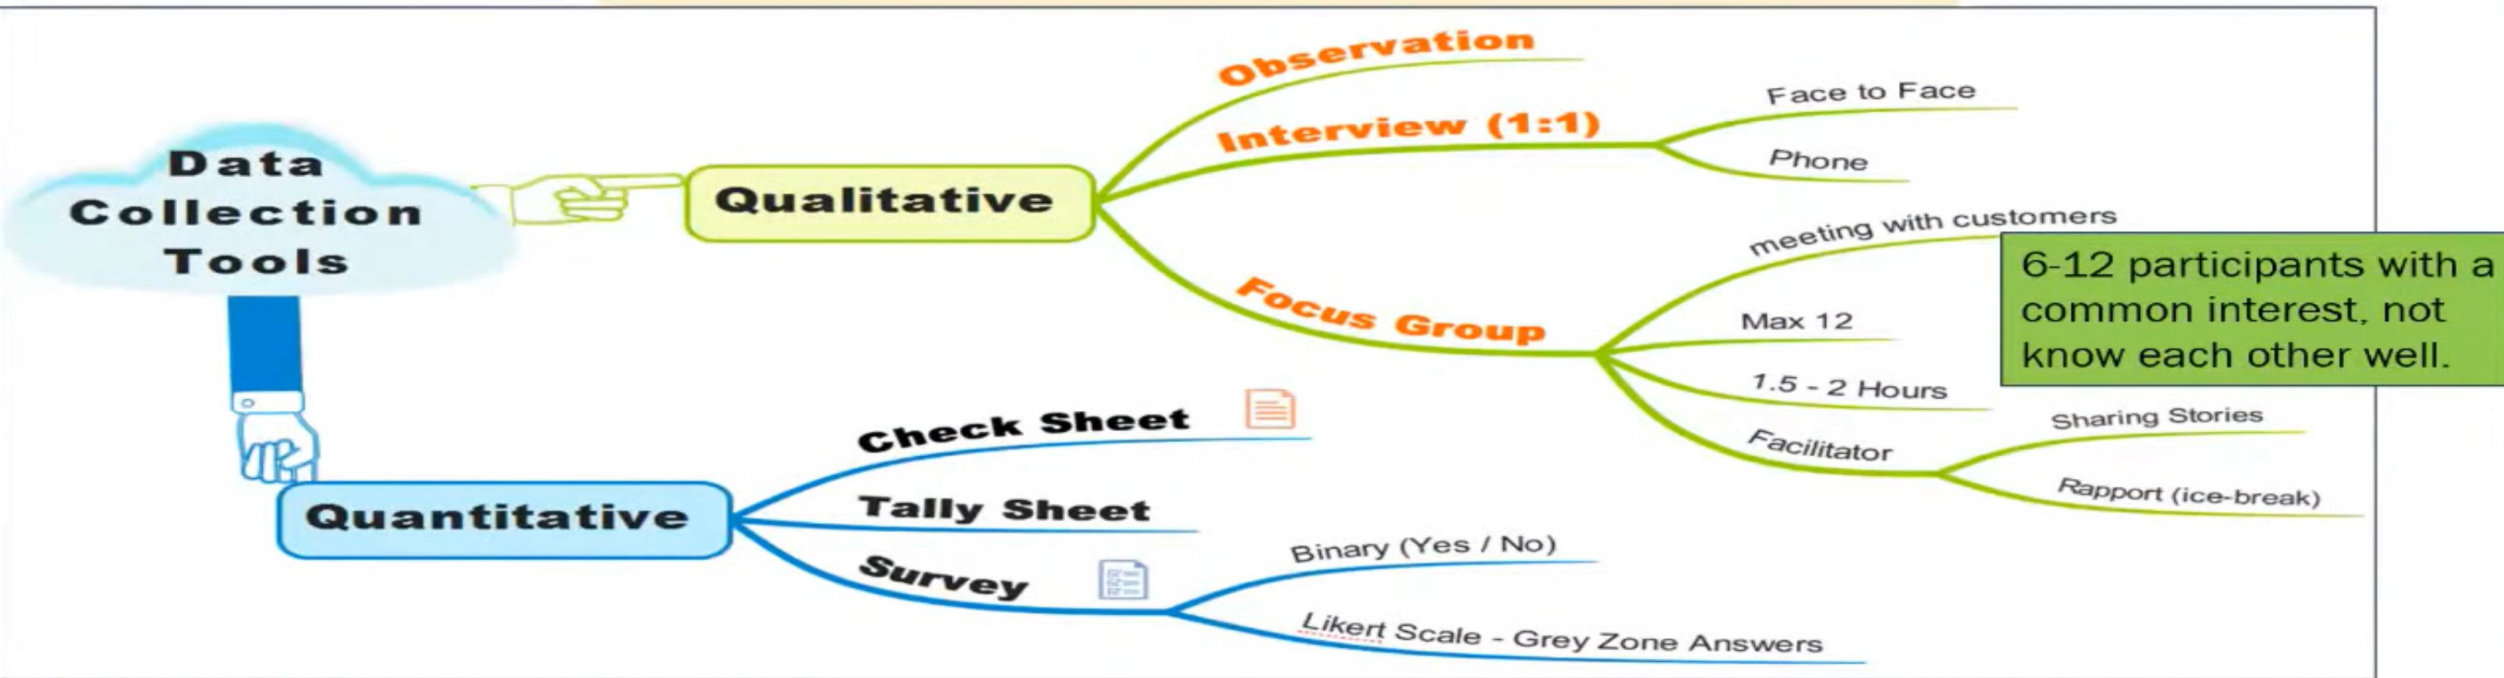 Data
Collection
Tools
Qualitative
Observation
Interview (1:1)
Face to Face
Phone
Focus Group
meeting with customers
6-12 participants with a
common interest, not
know each other well.
Max 12
1.5 - 2 Hours
Facilitator
Sharing Stories
Rapport (ice-break)
Quantitative
Check Sheet
Tally Sheet
Survey
Binary (Yes / No)
Likert Scale - Grey Zone Answers